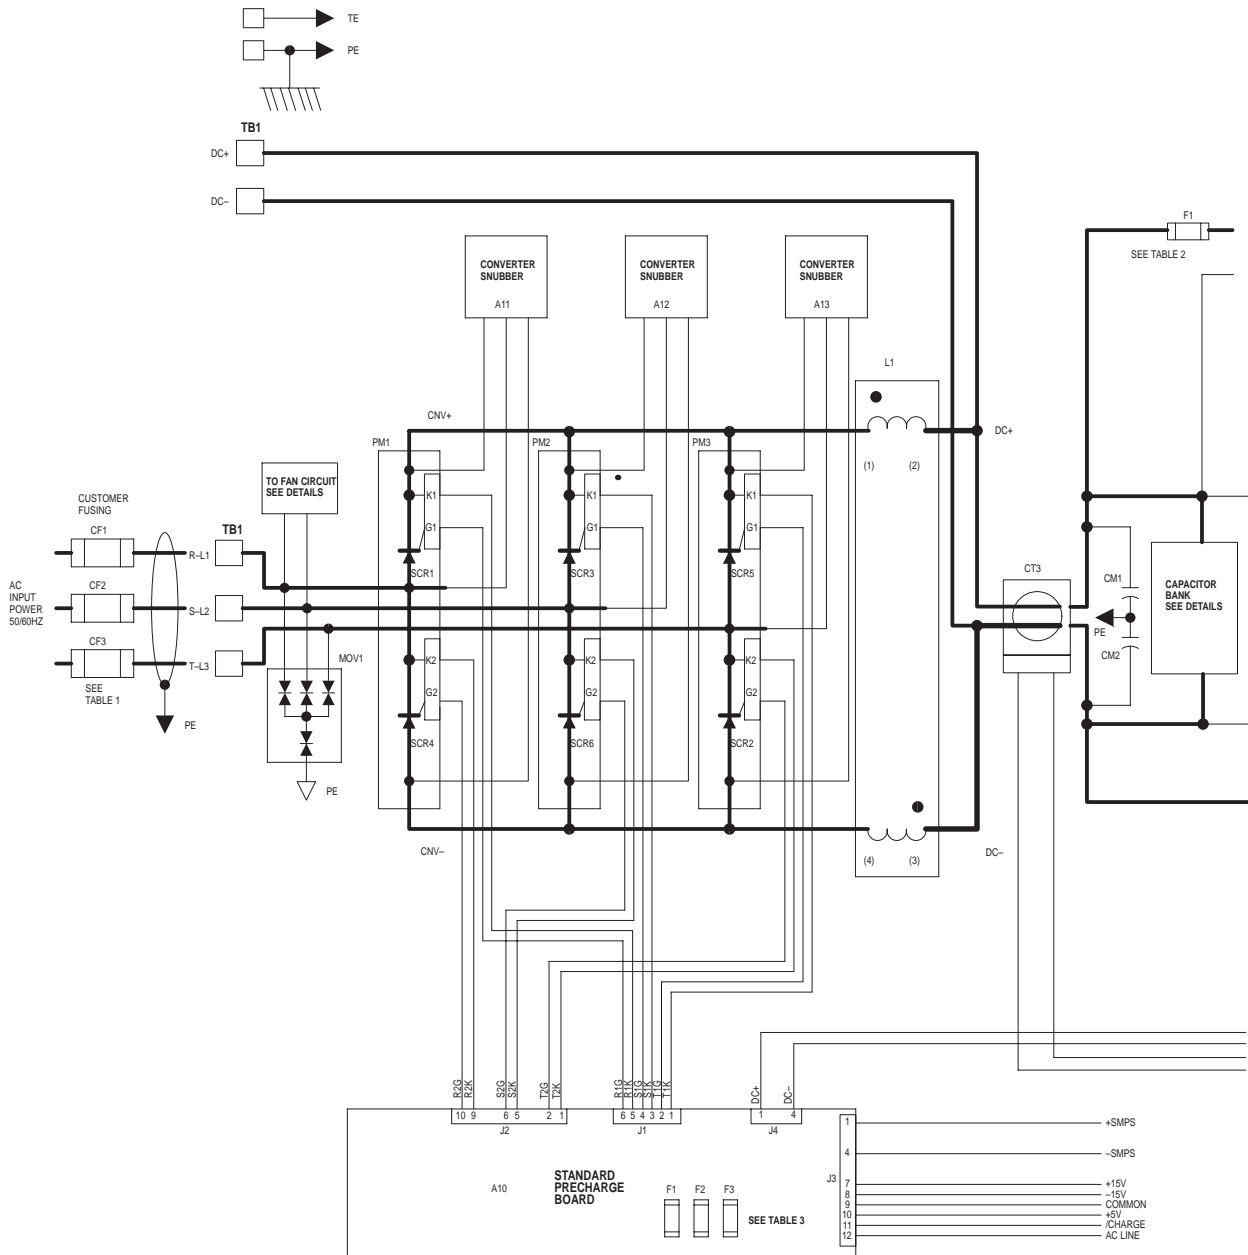 TE
PE
TB1
DC+
DC–
F1
SEE TABLE 2
CONVERTER
SNUBBER
A11
CONVERTER
SNUBBER
A12
CONVERTER
SNUBBER
A13
L1
CNV+
DC+
PM1
PM2
PM3
(1)
(2)
TO FAN CIRCUIT
SEE DETAILS
K1
K1
K1
G1
G1
G1
CUSTOMER
FUSING
CF1
TB1
R–L1
SCR1
SCR3
SCR5
CT3
AC
INPUT
POWER
50/60HZ
CF2
S–L2
CM1
CAPACITOR
BANK
SEE DETAILS
PE
CF3
T–L3
MOV1
K2
K2
K2
CM2
SEE
TABLE 1
G2
G2
G2
PE
SCR4
SCR6
SCR2
PE
CNV–
(4)
(3)
DC–
R2G
R2K
S2G
S2K
T2G
T2K
R1G
R1K
S1G
S1K
T1G
T1K
DC+
DC–
10 9 6 5 2 1
6 5 4 3 2 1
1 4
J2
J1
J4
1 +SMPS
4 –SMPS
J3
7 +15V
8 –15V
9 COMMON
10 +5V
11 /CHARGE
12 AC LINE
A10
STANDARD
PRECHARGE
BOARD
F1 F2 F3
SEE TABLE 3